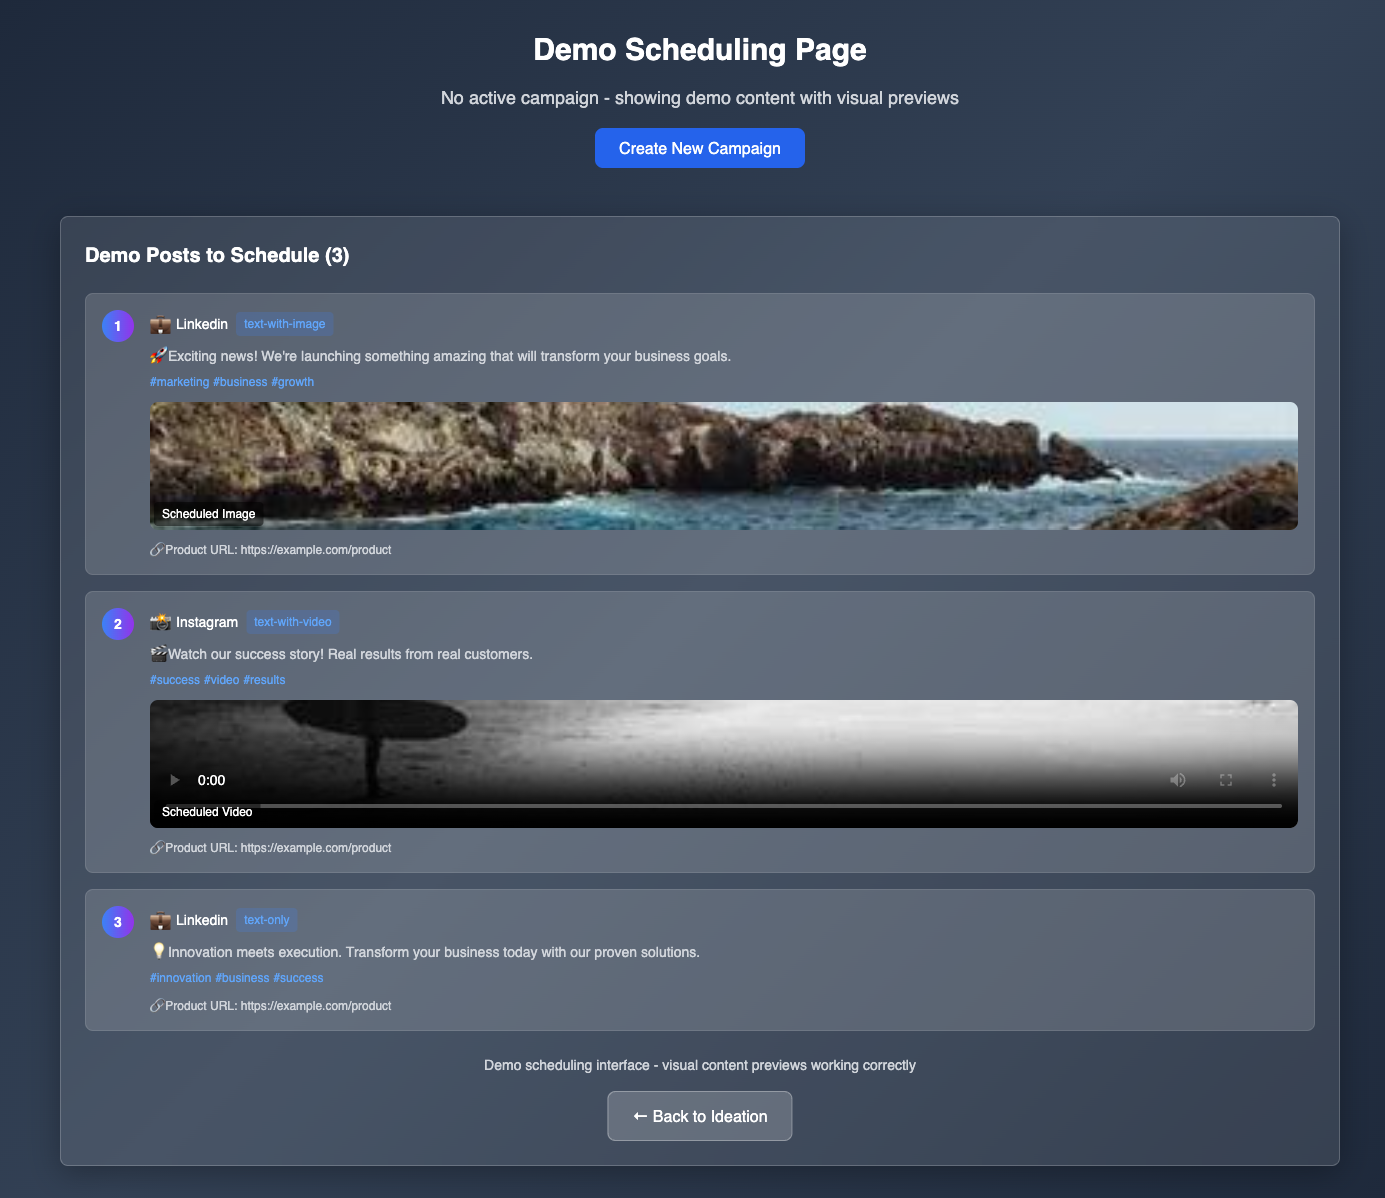 Demo Scheduling Page
No active campaign - showing demo content with visual previews
Create New Campaign
Demo Posts to Schedule (3)
1
Linkedin text-with-image
🚀Exciting news! We're launching something amazing that will transform your business goals.
#marketing #business #growth
Scheduled Image
🔗Product URL: https://example.com/product
2
Instagram text-with-video
🎬Watch our success story! Real results from real customers.
#success #video #results
0:00
Scheduled Video
🔗Product URL: https://example.com/product
3
Linkedin text-only
💡Innovation meets execution. Transform your business today with our proven solutions.
#innovation #business #success
🔗Product URL: https://example.com/product
Demo scheduling interface - visual content previews working correctly
← Back to Ideation